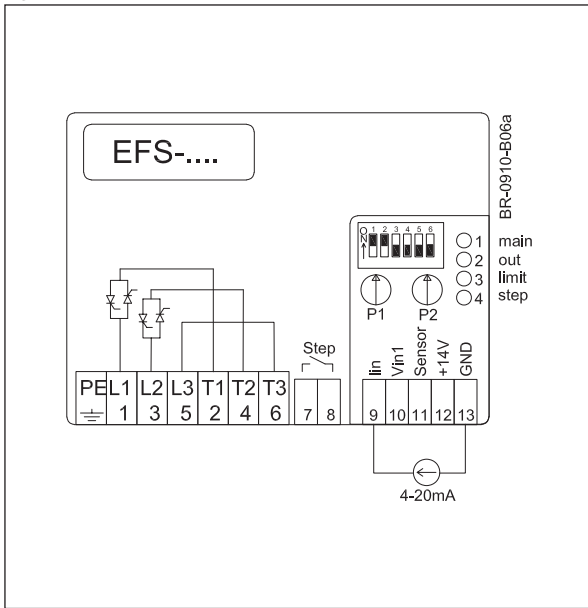 EFS-....
BR-0910-B06a
ON
1 2 3 4 5 6
1 main
2 out
3 limit
4 step
P1 P2
Step
Iin Vin1 Sensor +14V GND
PE L1 L2 L3 T1 T2 T3
1 3 5 2 4 6
7 8
9 10 11 12 13
4-20mA